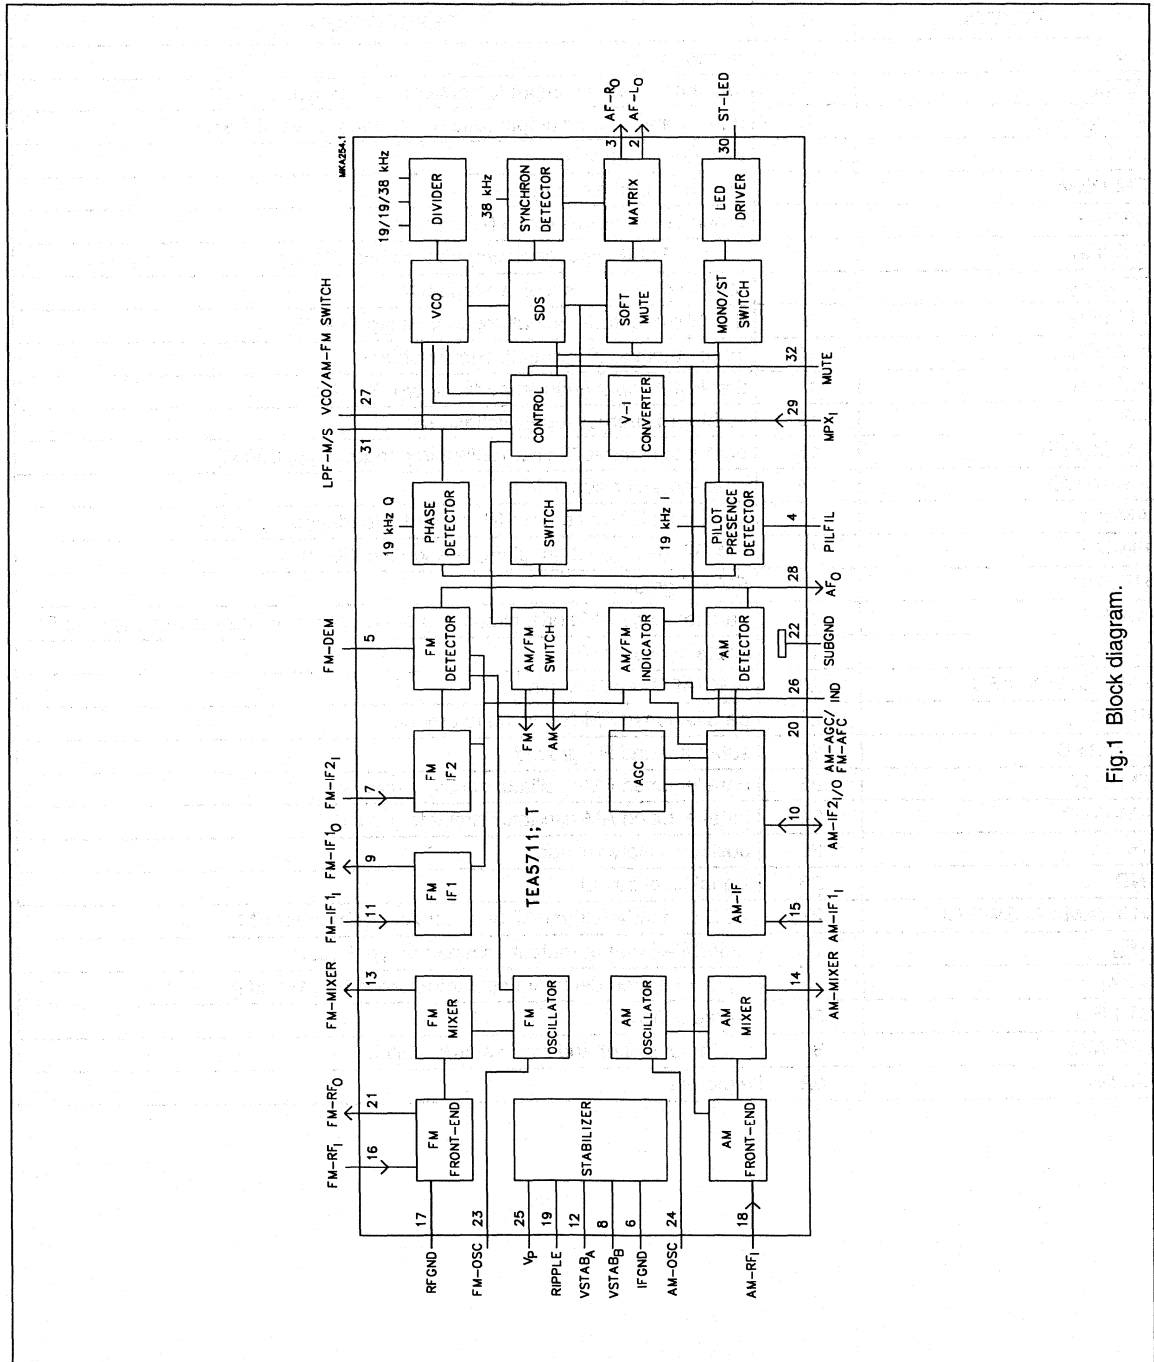 FM-RFI
16
FM-RFO
21
FM-MIXER
13
FM-IF1I
11
FM-IF1O
9
FM-IF2I
7
FM-DEM
5
LPF-M/S
31
VCO/AM-FM SWITCH
27
MKA254.1
RFGND
17
FM
FRONT-END
FM
MIXER
FM
IF1
FM
IF2
FM
DETECTOR
19 kHz Q
PHASE
DETECTOR
VCO
19/19/38 kHz
DIVIDER
FM-OSC
23
VP
25
RIPPLE
19
VSTABA
12
VSTABB
8
IFGND
6
STABILIZER
FM
OSCILLATOR
TEA5711; T
FM
AM
AM/FM
SWITCH
SWITCH
CONTROL
SDS
38 kHz
SYNCHRON
DETECTOR
AM-OSC
24
AM
OSCILLATOR
AGC
AM/FM
INDICATOR
V-I
CONVERTER
SOFT
MUTE
MATRIX
3
AF-RO
2
AF-LO
AM-RFI
18
AM
FRONT-END
AM
MIXER
AM-IF
AM
DETECTOR
19 kHz I
PILOT
PRESENCE
DETECTOR
MONO/ST
SWITCH
LED
DRIVER
30
ST-LED
14
AM-MIXER
15
AM-IF1I
10
AM-IF2I/O
20
AM-AGC/
FM-AFC
26
IND
22
SUBGND
28
AFO
4
PILFIL
29
MPXI
32
MUTE
Fig.1 Block diagram.